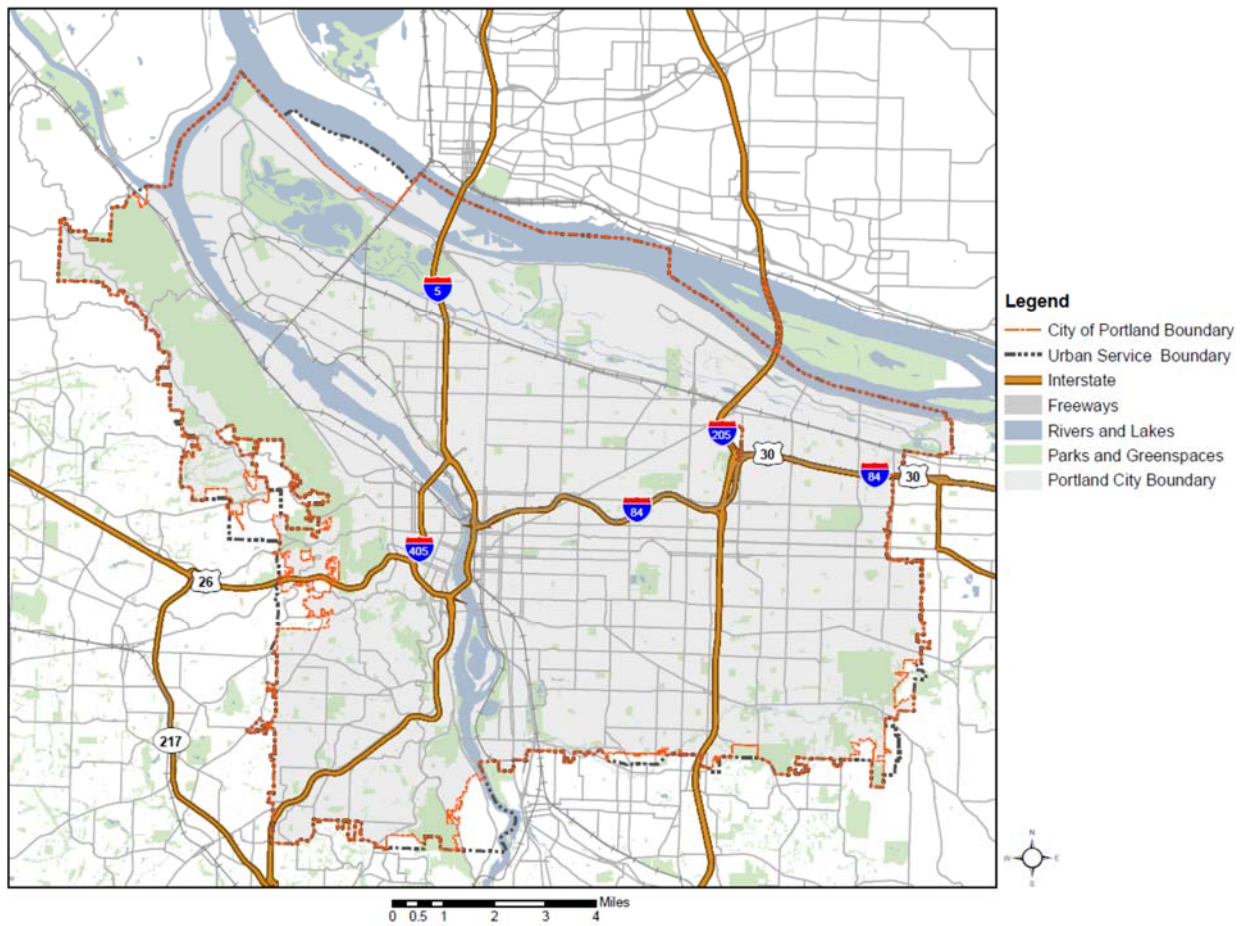 5
205
30
84
30
84
405
26
217
Legend
City of Portland Boundary
Urban Service Boundary
Interstate
Freeways
Rivers and Lakes
Parks and Greenspaces
Portland City Boundary
N
W E
S
Miles
0 0.5 1 2 3 4